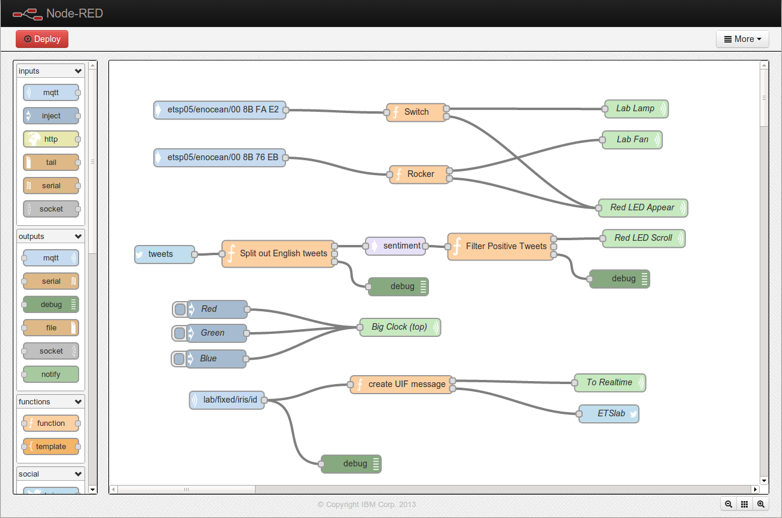 Node-RED
Deploy
More
inputs
mqtt
inject
http
tail
serial
socket
outputs
mqtt
serial
debug
file
socket
notify
functions
function
template
social
etsp05/enocean/00 8B FA E2
Switch
Lab Lamp
Lab Fan
etsp05/enocean/00 8B 76 EB
Rocker
Red LED Appear
tweets
Split out English tweets
sentiment
Filter Positive Tweets
Red LED Scroll
debug
debug
Red
Green
Blue
Big Clock (top)
lab/fixed/iris/id
create UIF message
To Realtime
ETSlab
debug
© Copyright IBM Corp. 2013